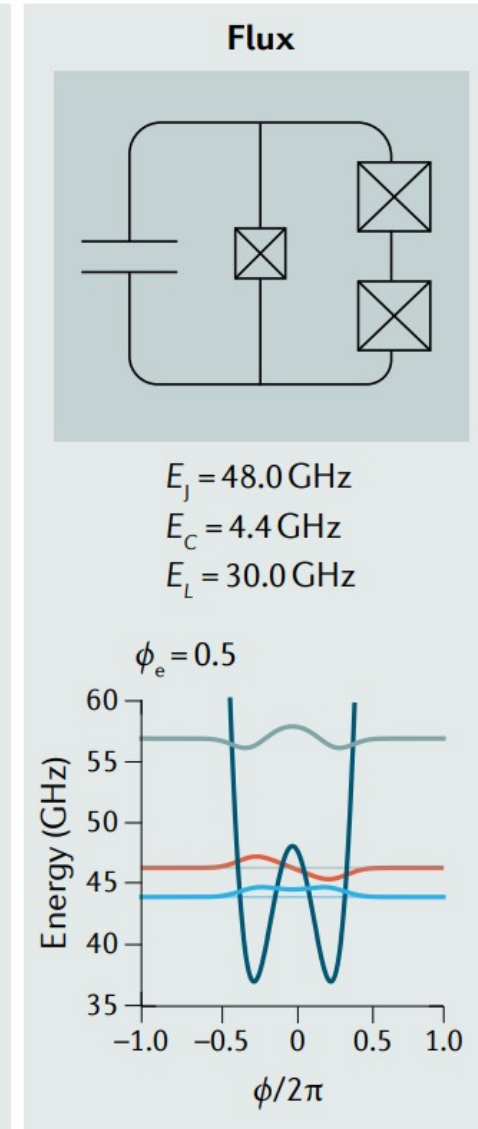 Flux
E_J = 48.0 GHz
E_C = 4.4 GHz
E_L = 30.0 GHz
ϕ_e = 0.5
60
55
50
45
40
35
Energy (GHz)
−1.0 −0.5 0 0.5 1.0
ϕ/2π